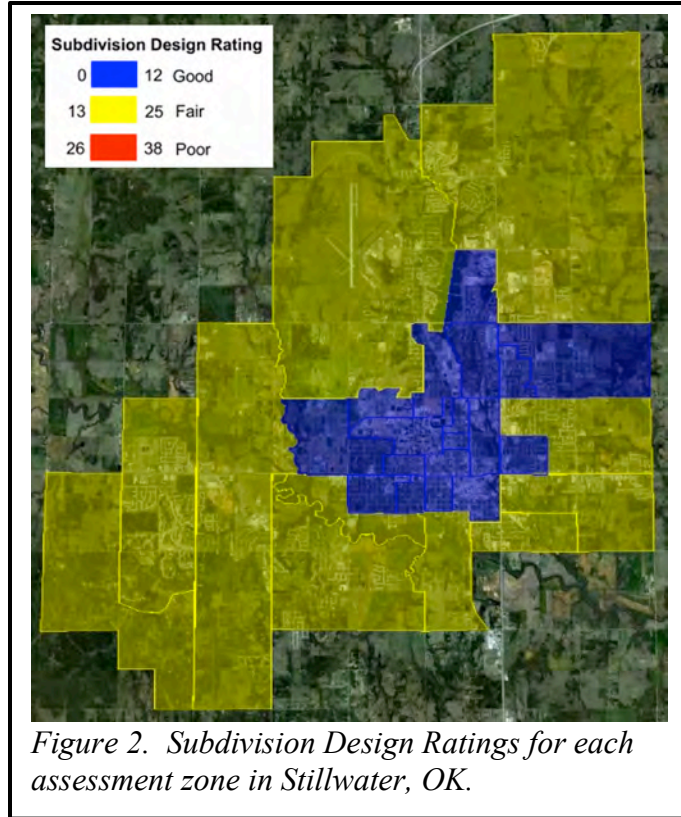 Subdivision Design Rating
0 12 Good
13 25 Fair
26 38 Poor
Figure 2. Subdivision Design Ratings for each
assessment zone in Stillwater, OK.